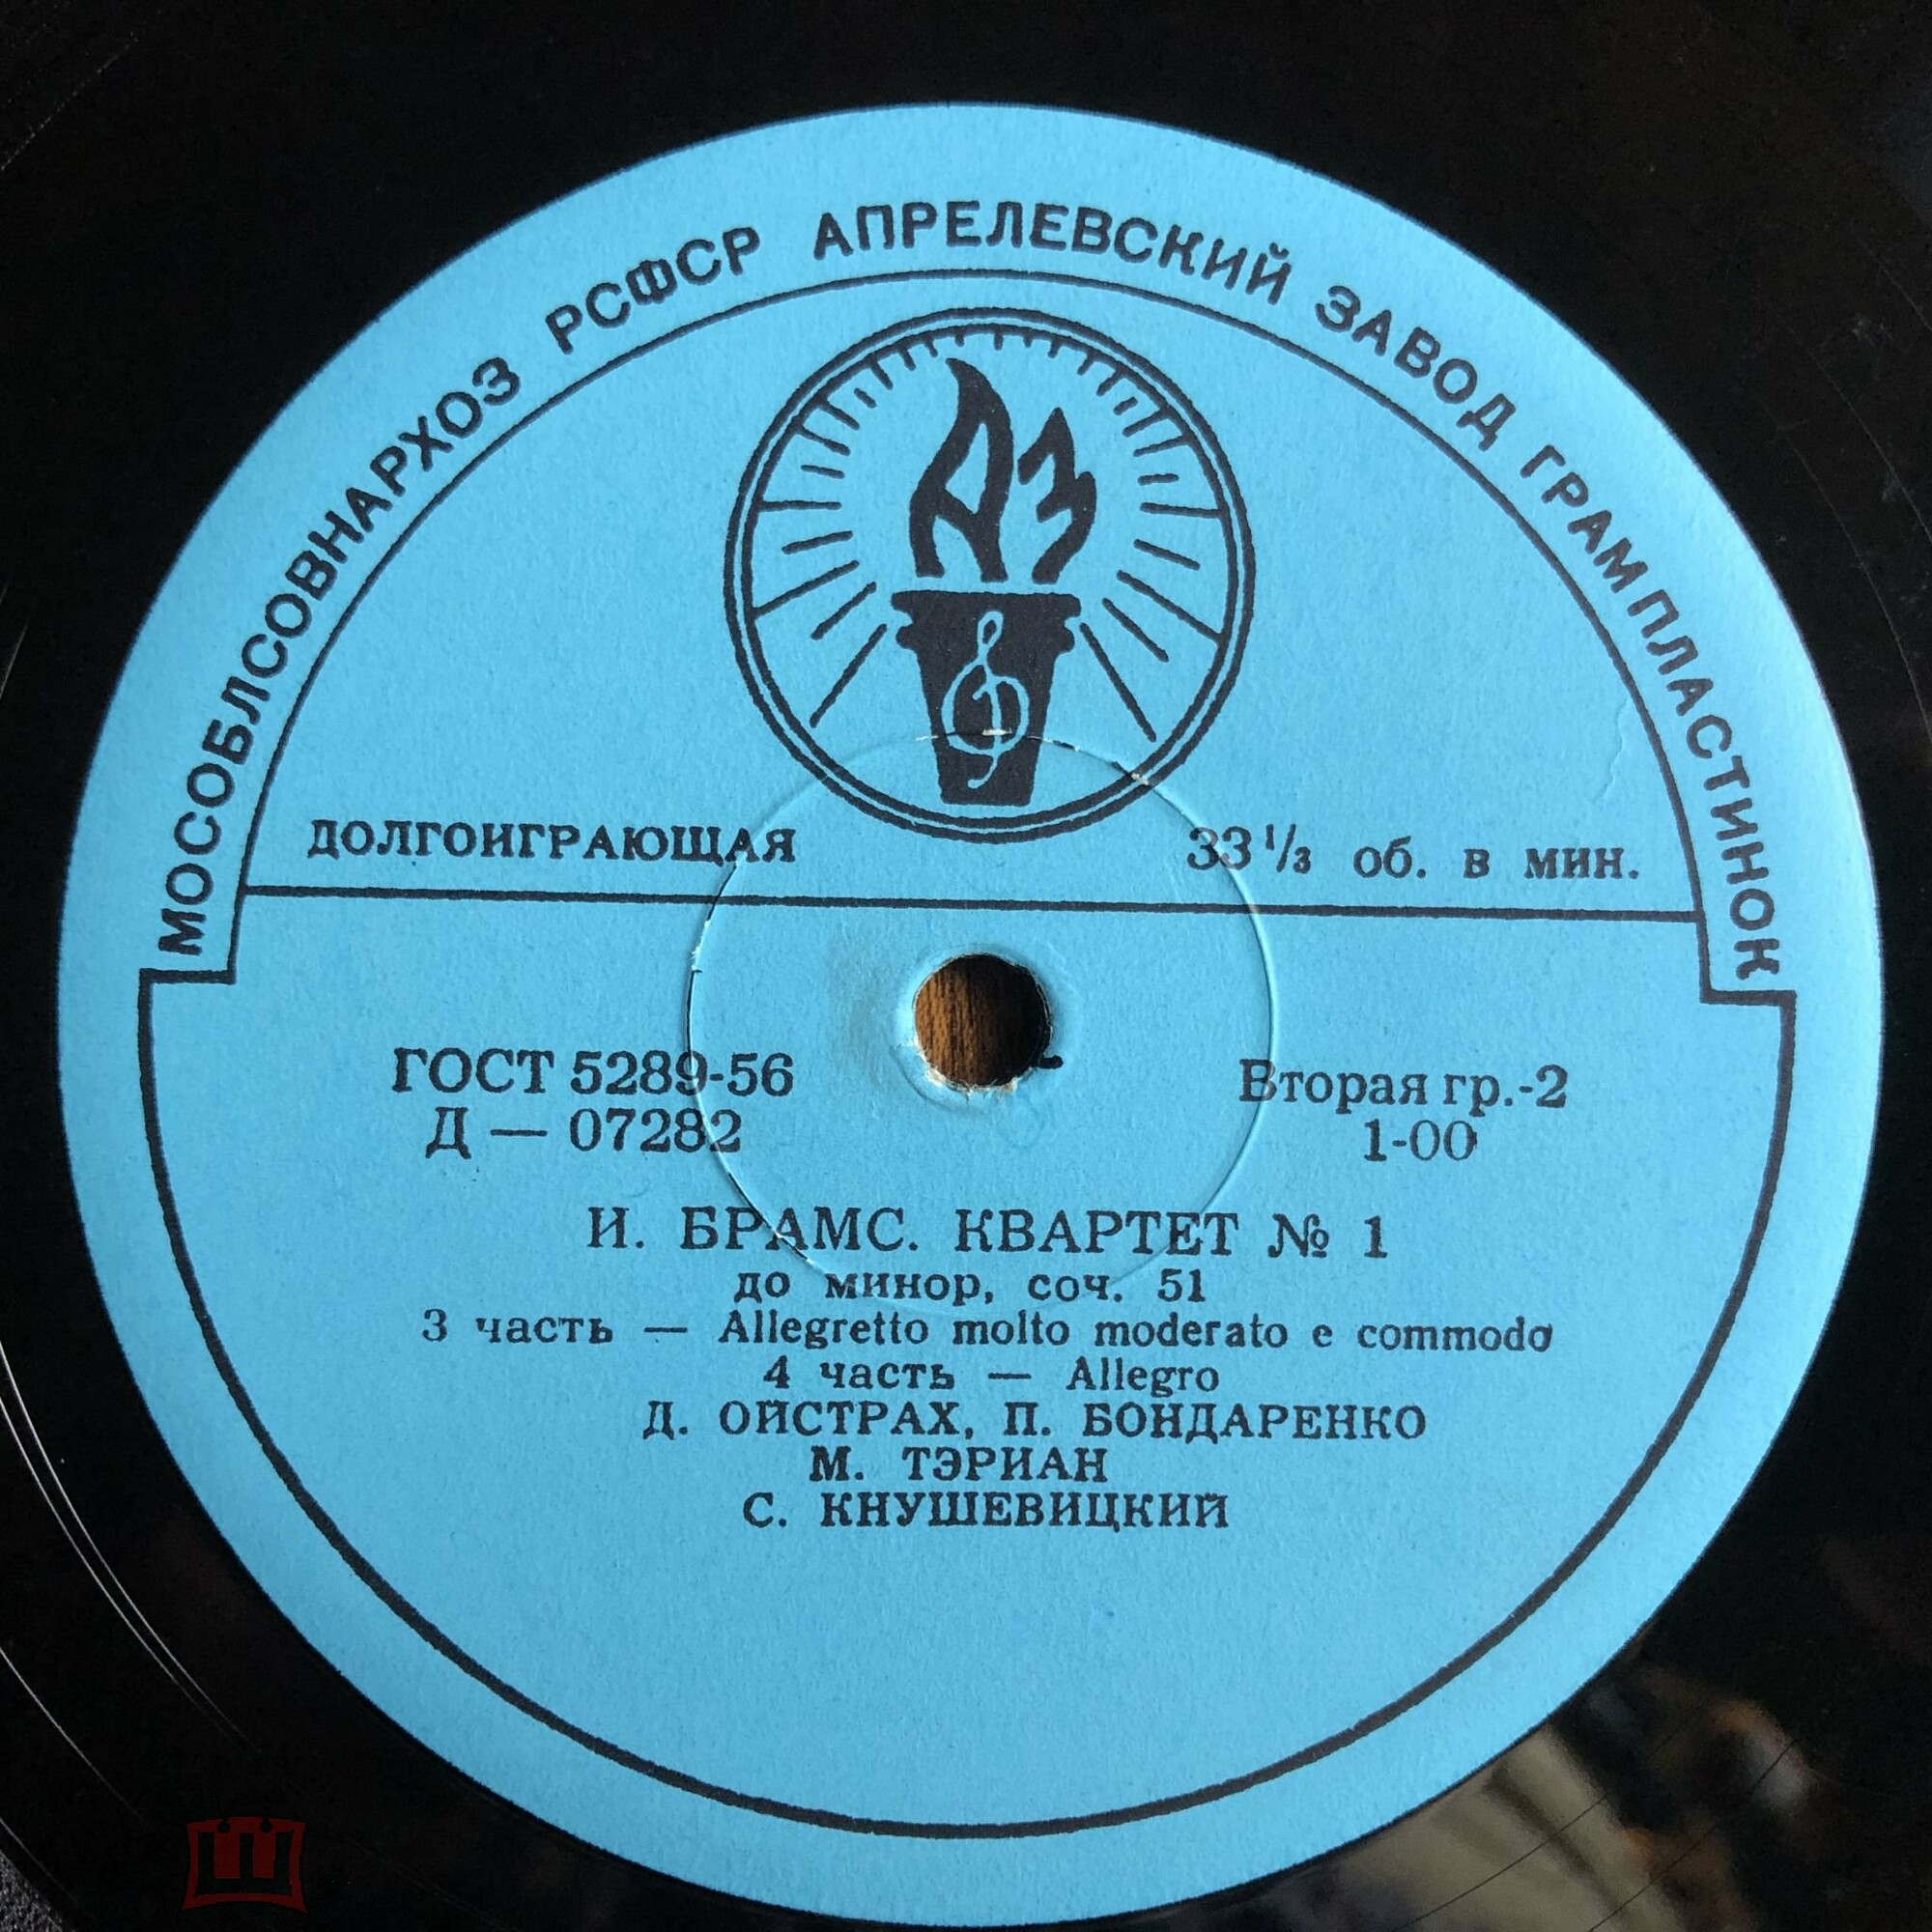 МОСОБЛСОВНАРХОЗ РСФСР АПРЕЛЕВСКИЙ ЗАВОД ГРАМПЛАСТИНОК
АЗ
ДОЛГОИГРАЮЩАЯ 33 1/3 об. в мин.
ГОСТ 5289-56 Вторая гр.-2
Д — 07282 1-00
И. БРАМС. КВАРТЕТ № 1
до минор, соч. 51
3 часть — Allegretto molto moderato e commodo
4 часть — Allegro
Д. ОЙСТРАХ, П. БОНДАРЕНКО
М. ТЭРИАН
С. КНУШЕВИЦКИЙ
Ш